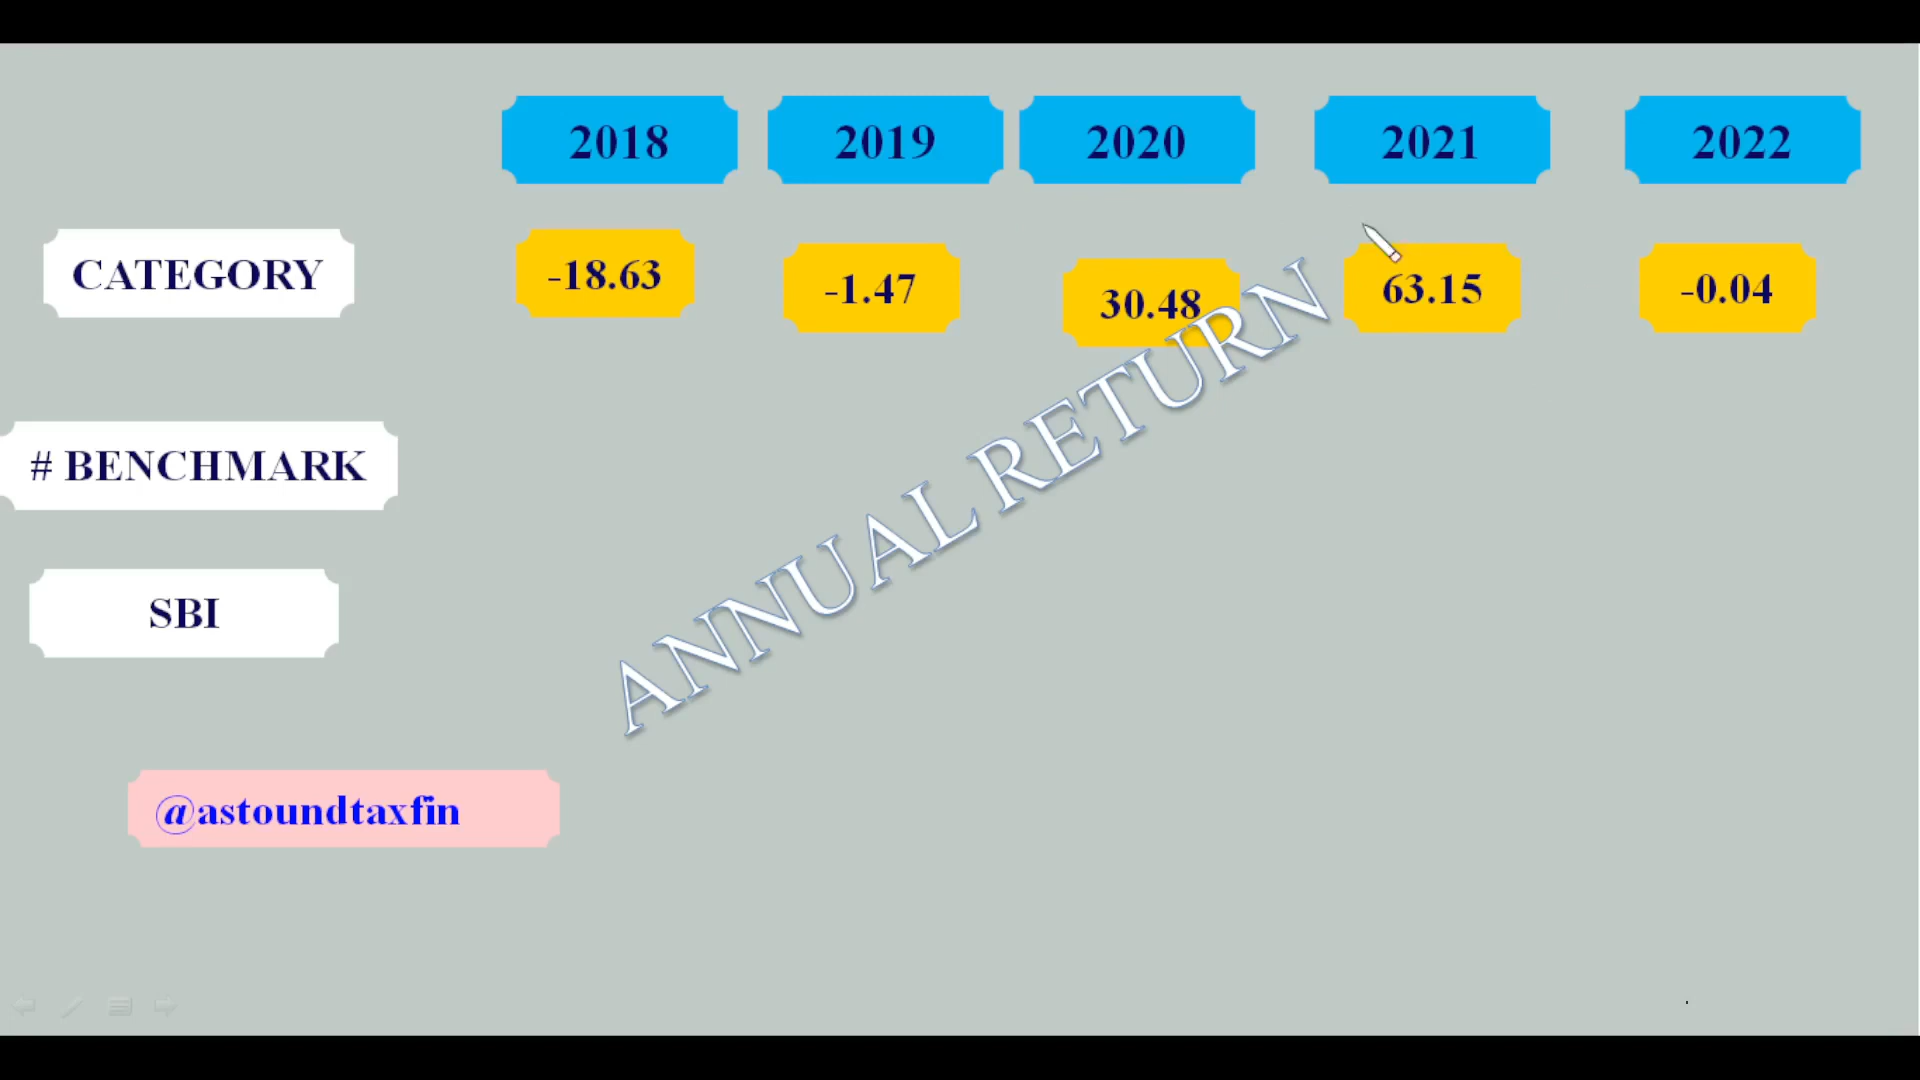 2018 2019 2020 2021 2022
CATEGORY -18.63 -1.47 30.48 63.15 -0.04
# BENCHMARK
ANNUAL RETURN
SBI
@astoundtaxfin